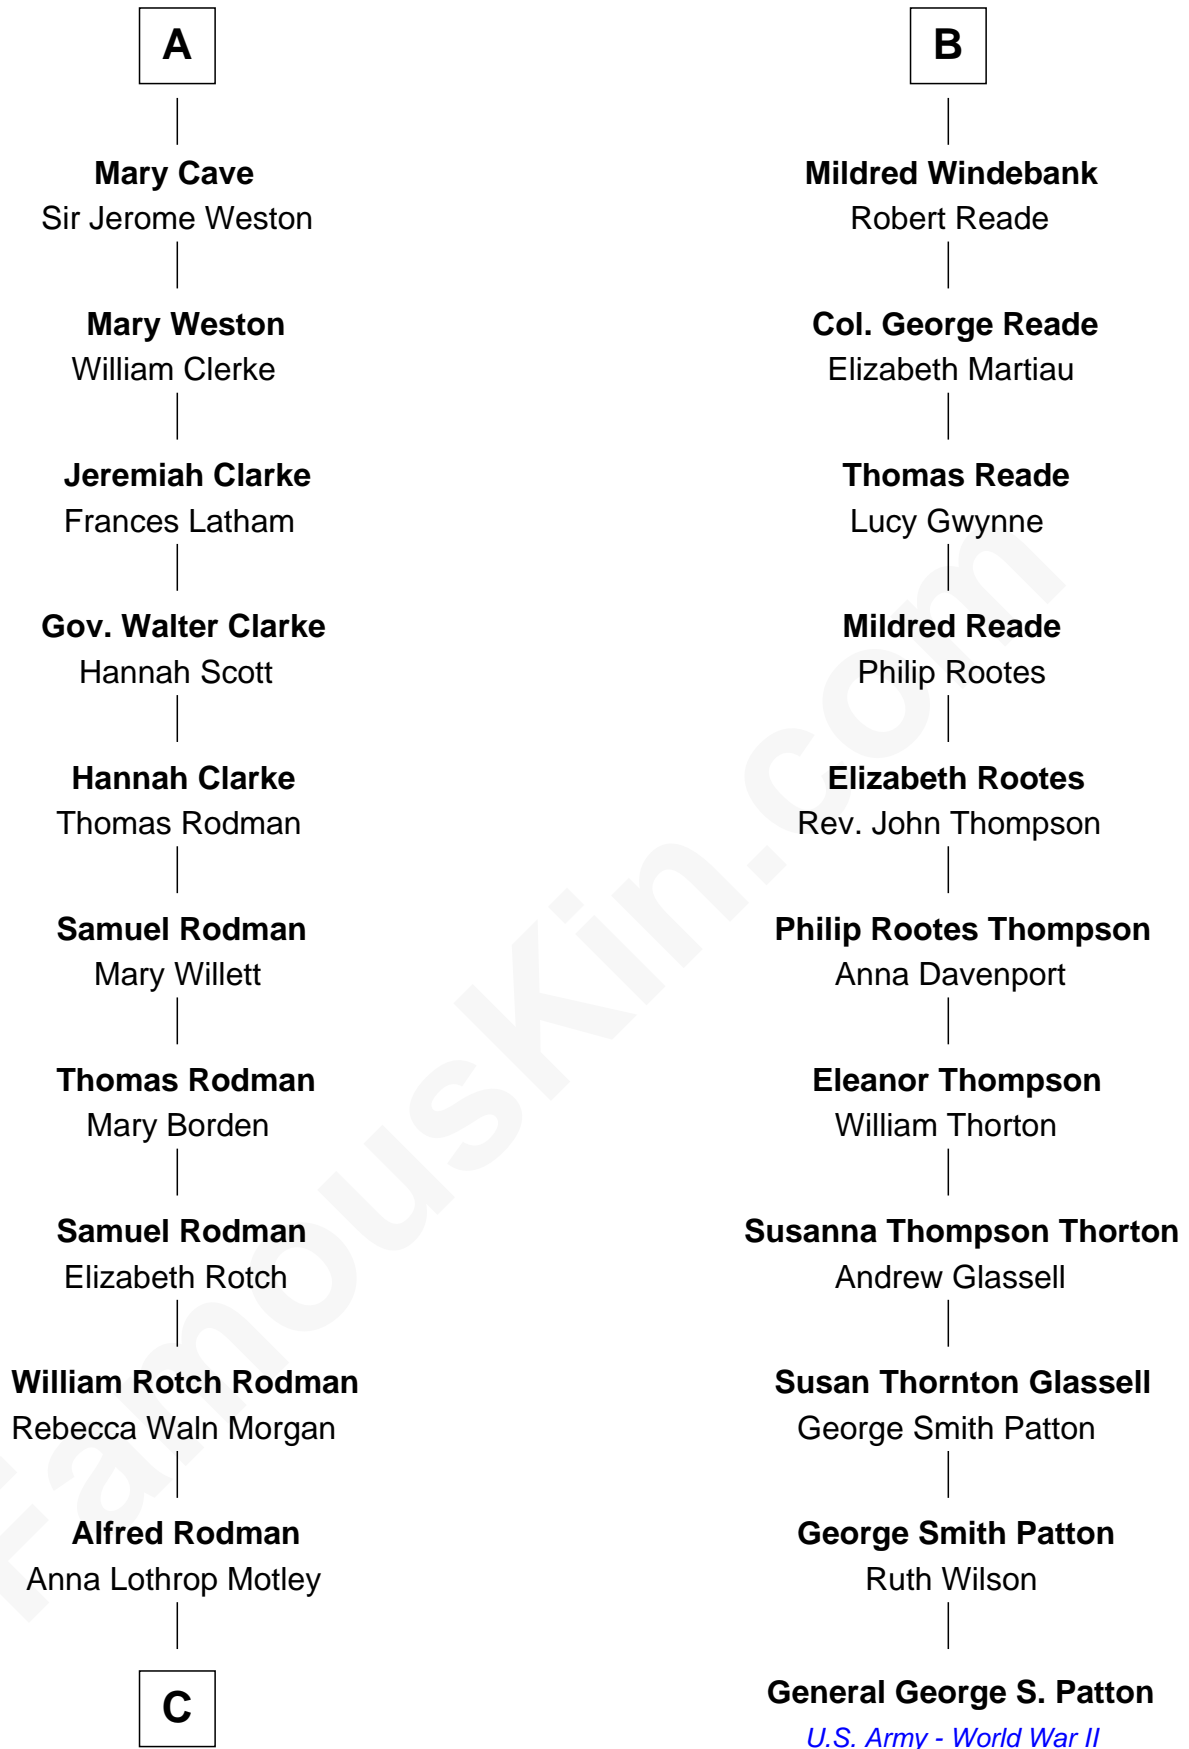 A
Mary Cave
Sir Jerome Weston
Mary Weston
William Clerke
Jeremiah Clarke
Frances Latham
Gov. Walter Clarke
Hannah Scott
Hannah Clarke
Thomas Rodman
Samuel Rodman
Mary Willett
Thomas Rodman
Mary Borden
Samuel Rodman
Elizabeth Rotch
William Rotch Rodman
Rebecca Waln Morgan
Alfred Rodman
Anna Lothrop Motley
C
B
Mildred Windebank
Robert Reade
Col. George Reade
Elizabeth Martiau
Thomas Reade
Lucy Gwynne
Mildred Reade
Philip Rootes
Elizabeth Rootes
Rev. John Thompson
Philip Rootes Thompson
Anna Davenport
Eleanor Thompson
William Thorton
Susanna Thompson Thorton
Andrew Glassell
Susan Thornton Glassell
George Smith Patton
George Smith Patton
Ruth Wilson
General George S. Patton
U.S. Army - World War II
FamousKin.com